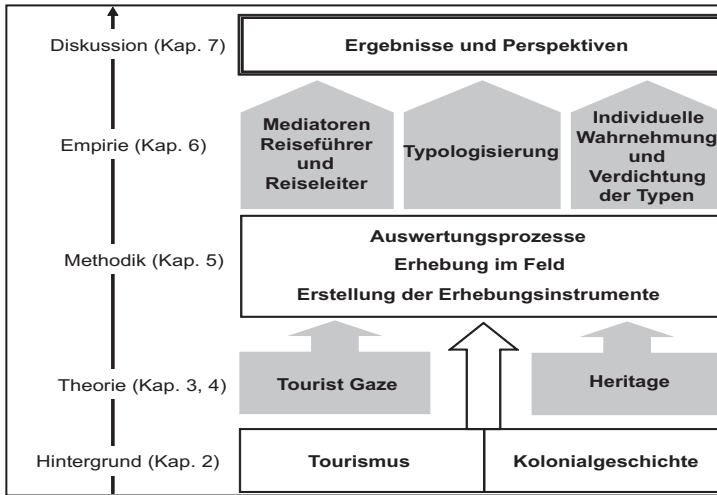 Diskussion (Kap. 7)
Ergebnisse und Perspektiven
Empirie (Kap. 6)
Mediatoren
Reiseführer
und
Reiseleiter
Typologisierung
Individuelle
Wahrnehmung
und
Verdichtung
der Typen
Methodik (Kap. 5)
Auswertungsprozesse
Erhebung im Feld
Erstellung der Erhebungsinstrumente
Theorie (Kap. 3, 4)
Tourist Gaze
Heritage
Hintergrund (Kap. 2)
Tourismus
Kolonialgeschichte